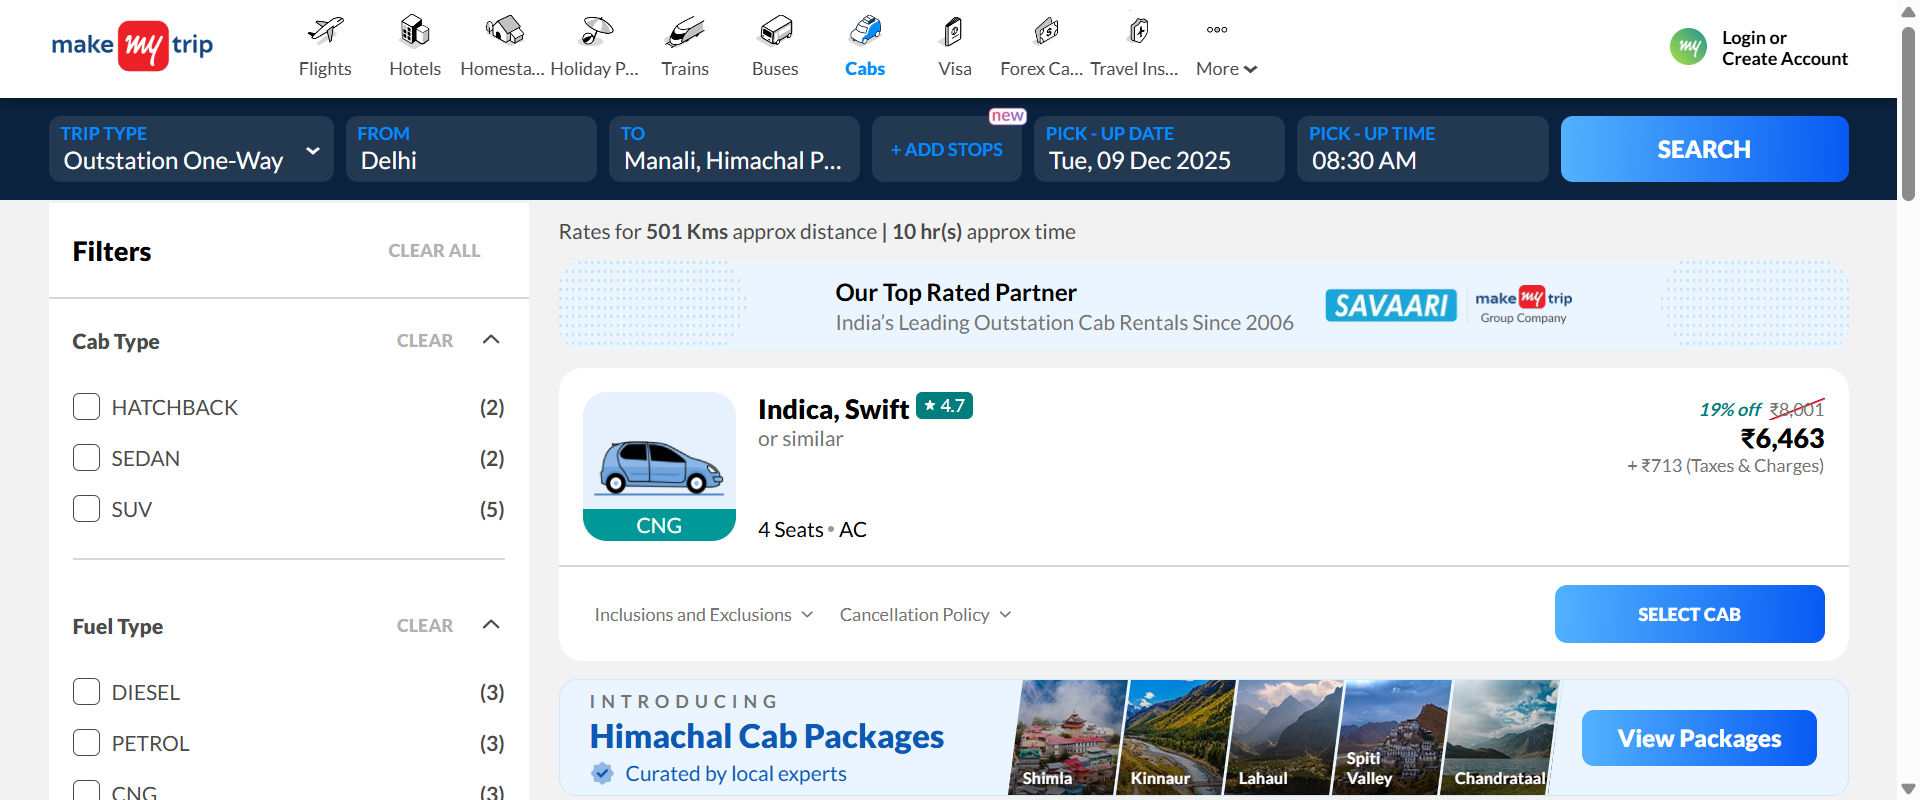 make my trip
Flights
Hotels
Homesta...
Holiday P...
Trains
Buses
Cabs
Visa
Forex Ca...
Travel Ins...
More
my
Login or
Create Account
TRIP TYPE
Outstation One-Way
FROM
Delhi
TO
Manali, Himachal P...
new
+ ADD STOPS
PICK - UP DATE
Tue, 09 Dec 2025
PICK - UP TIME
08:30 AM
SEARCH
Filters
CLEAR ALL
Cab Type
CLEAR
HATCHBACK (2)
SEDAN (2)
SUV (5)
Fuel Type
CLEAR
DIESEL (3)
PETROL (3)
CNG (3)
Rates for 501 Kms approx distance | 10 hr(s) approx time
Our Top Rated Partner
India's Leading Outstation Cab Rentals Since 2006
SAVAARI
make my trip
Group Company
CNG
Indica, Swift
★ 4.7
or similar
4 Seats • AC
19% off ₹8,001
₹6,463
+ ₹713 (Taxes & Charges)
Inclusions and Exclusions
Cancellation Policy
SELECT CAB
INTRODUCING
Himachal Cab Packages
Curated by local experts
Shimla
Kinnaur
Lahaul
Spiti
Valley
Chandrataal
View Packages